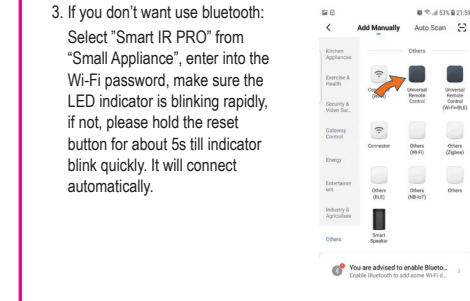 3. If you don’t want use bluetooth:
Select ”Smart IR PRO” from
“Small Appliance”, enter into the
Wi-Fi password, make sure the
LED indicator is blinking rapidly,
if not, please hold the reset
button for about 5s till indicator
blink quickly. It will connect
automatically.
53% 21:59
Add Manually Auto Scan
Kitchen
Appliances
Exercise &
Health
Security &
Video Sur..
Gateway
Control
Energy
Entertainm
ent
Industry &
Agriculture
Others
Others
Universal
Remote
Control
Universal
Remote
Control
(Wi-Fi+BLE)
Connector
Others
(Wi-Fi)
Others
(Zigbee)
Others
(BLE)
Others
(NB-IoT)
Others
Smart
Speaker
You are advised to enable Blueto...
Enable Bluetooth to add some Wi-Fi d...